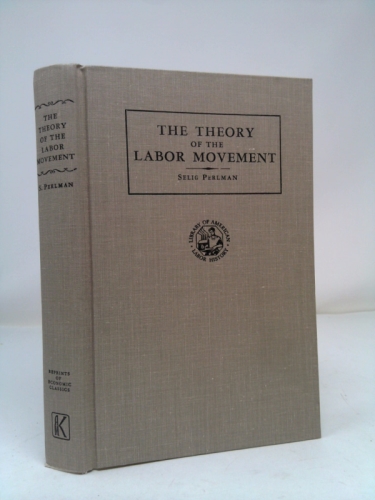 THE
THEORY
OF THE
LABOR
MOVEMENT
S. PERLMAN
REPRINTS
OF
ECONOMIC
CLASSICS
K
THE THEORY
OF THE
LABOR MOVEMENT
SELIG PERLMAN
LIBRARY OF AMERICAN
LABOR HISTORY